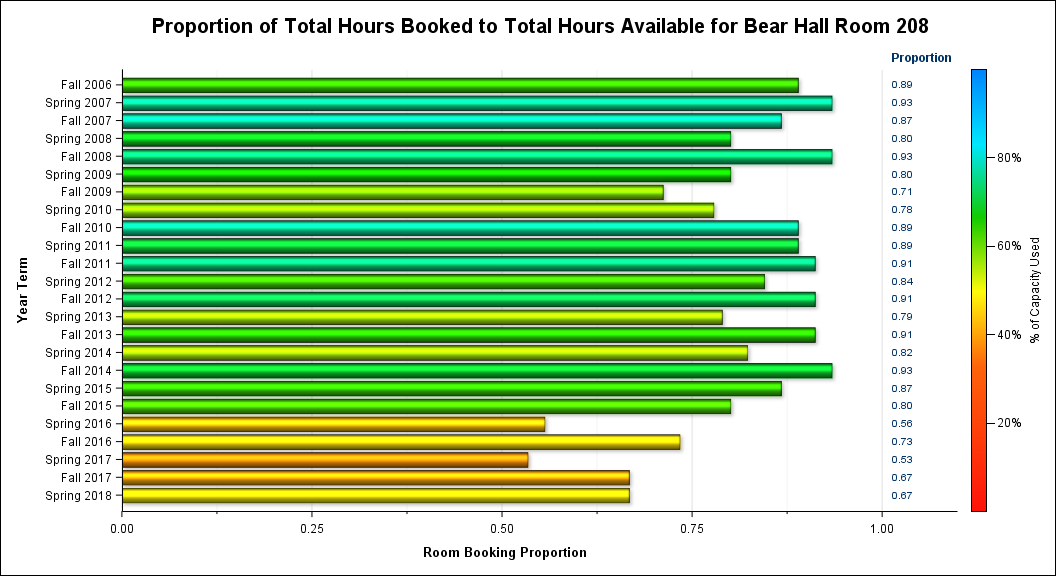 Proportion of Total Hours Booked to Total Hours Available for Bear Hall Room 208
Proportion
Fall 2006 0.89
Spring 2007 0.93
Fall 2007 0.87
Spring 2008 0.80
Fall 2008 0.93
Spring 2009 0.80
Fall 2009 0.71
Spring 2010 0.78
Fall 2010 0.89
Spring 2011 0.89
Fall 2011 0.91
Spring 2012 0.84
Fall 2012 0.91
Spring 2013 0.79
Fall 2013 0.91
Spring 2014 0.82
Fall 2014 0.93
Spring 2015 0.87
Fall 2015 0.80
Spring 2016 0.56
Fall 2016 0.73
Spring 2017 0.53
Fall 2017 0.67
Spring 2018 0.67
Year Term
0.00 0.25 0.50 0.75 1.00
Room Booking Proportion
80%
60%
40%
20%
% of Capacity Used